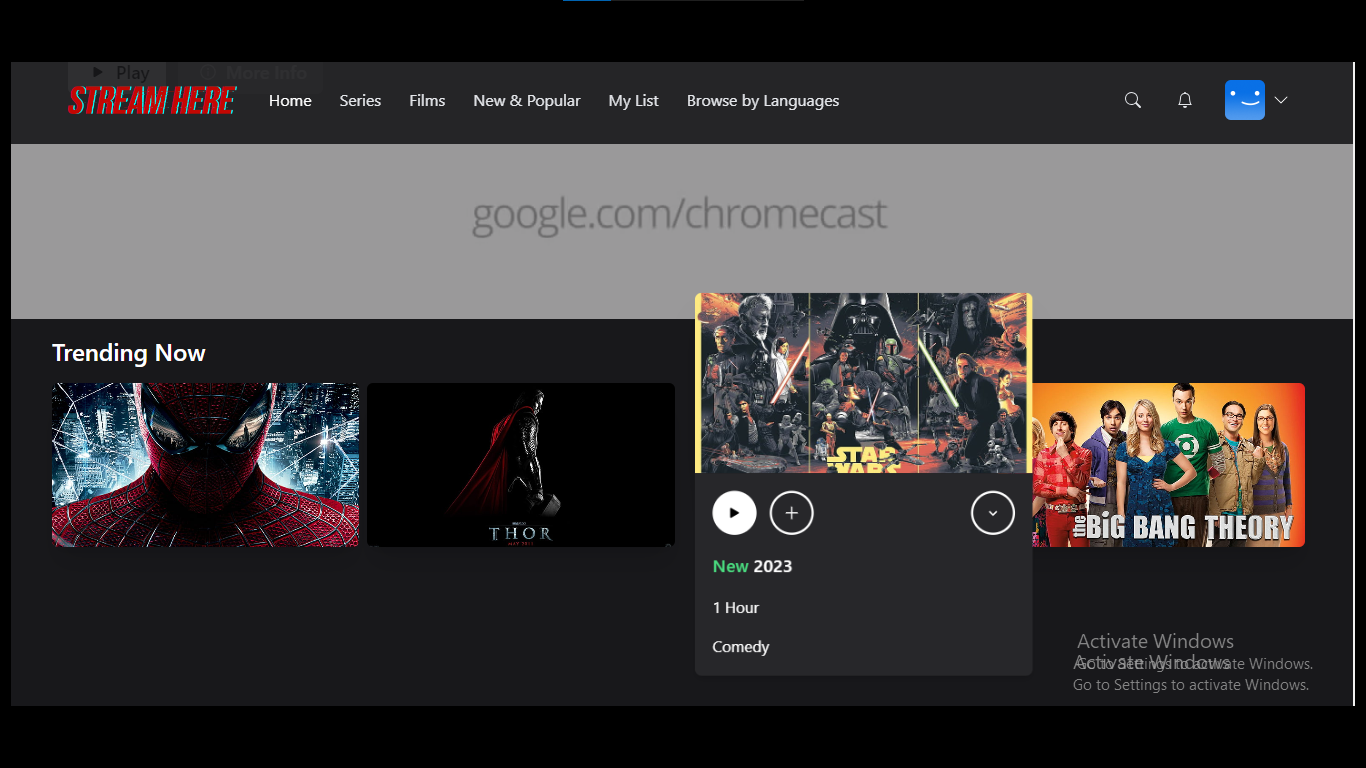 Play More Info
STREAM HERE Home Series Films New & Popular My List Browse by Languages
google.com/chromecast
Trending Now
STAR WARS
THOR
the BIG BANG THEORY
New 2023
1 Hour
Comedy
Activate Windows
Go to Settings to activate Windows.
Activate Windows
Go to Settings to activate Windows.